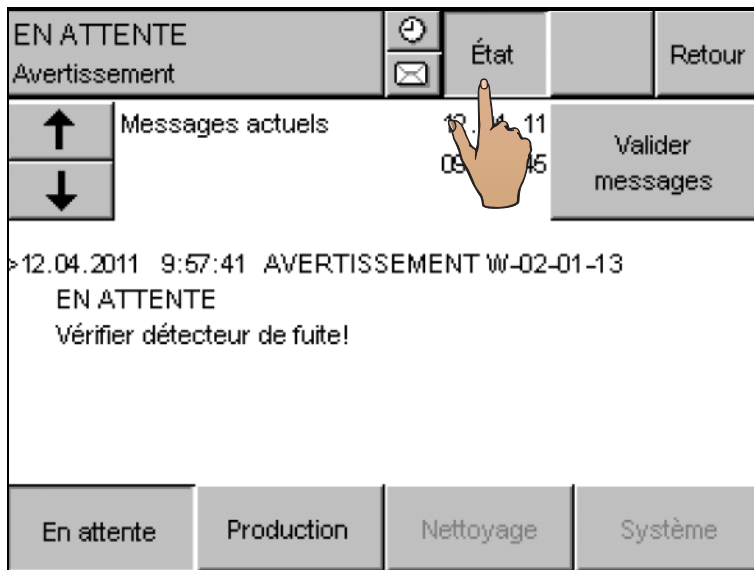 EN ATTENTE
Avertissement
État
Retour
Messages actuels
11
Valider
messages
>12.04.2011 9:57:41 AVERTISSEMENT W-02-01-13
EN ATTENTE
Vérifier détecteur de fuite!
En attente
Production
Nettoyage
Système